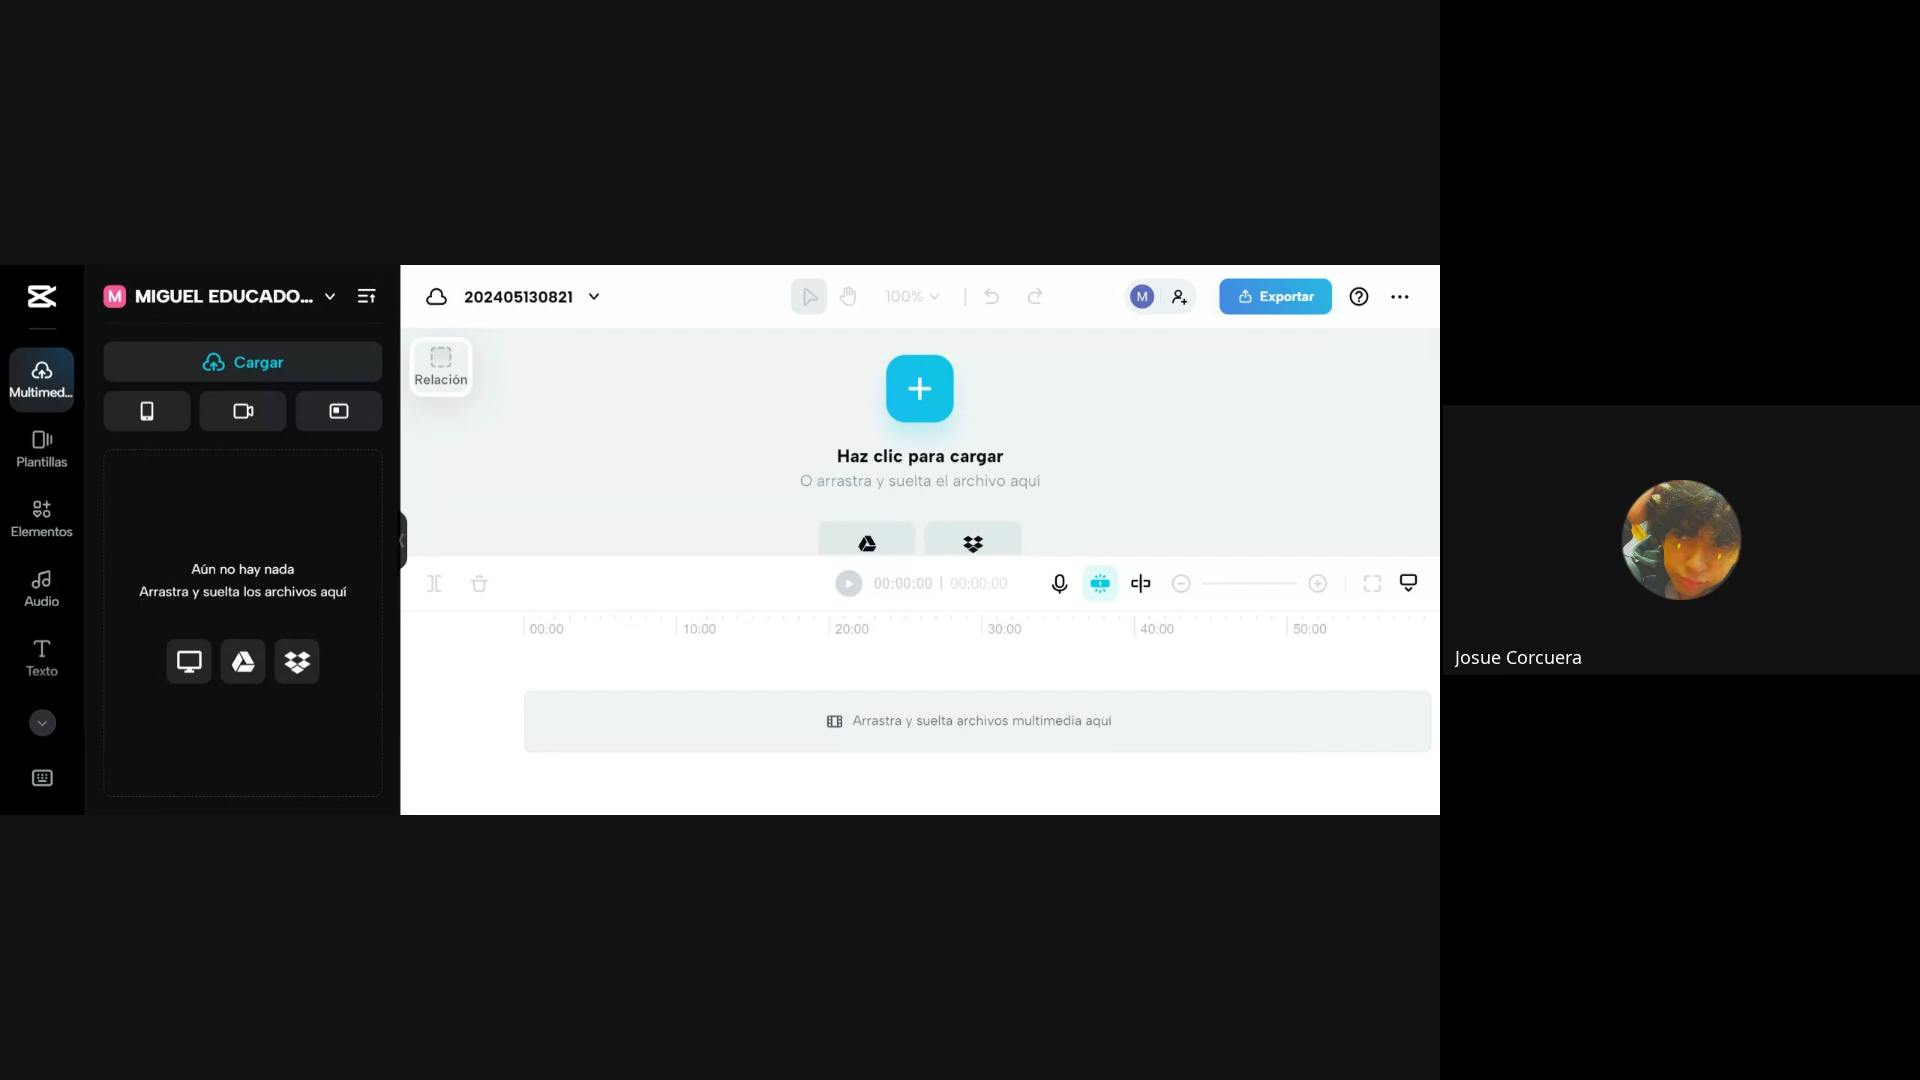 M MIGUEL EDUCADO...
202405130821
100%
M
Exportar
Cargar
Multimed...
Plantillas
Elementos
Audio
Texto
Aún no hay nada
Arrastra y suelta los archivos aquí
Relación
Haz clic para cargar
O arrastra y suelta el archivo aquí
00:00:00 | 00:00:00
00:00 10:00 20:00 30:00 40:00 50:00
Arrastra y suelta archivos multimedia aquí
Josue Corcuera